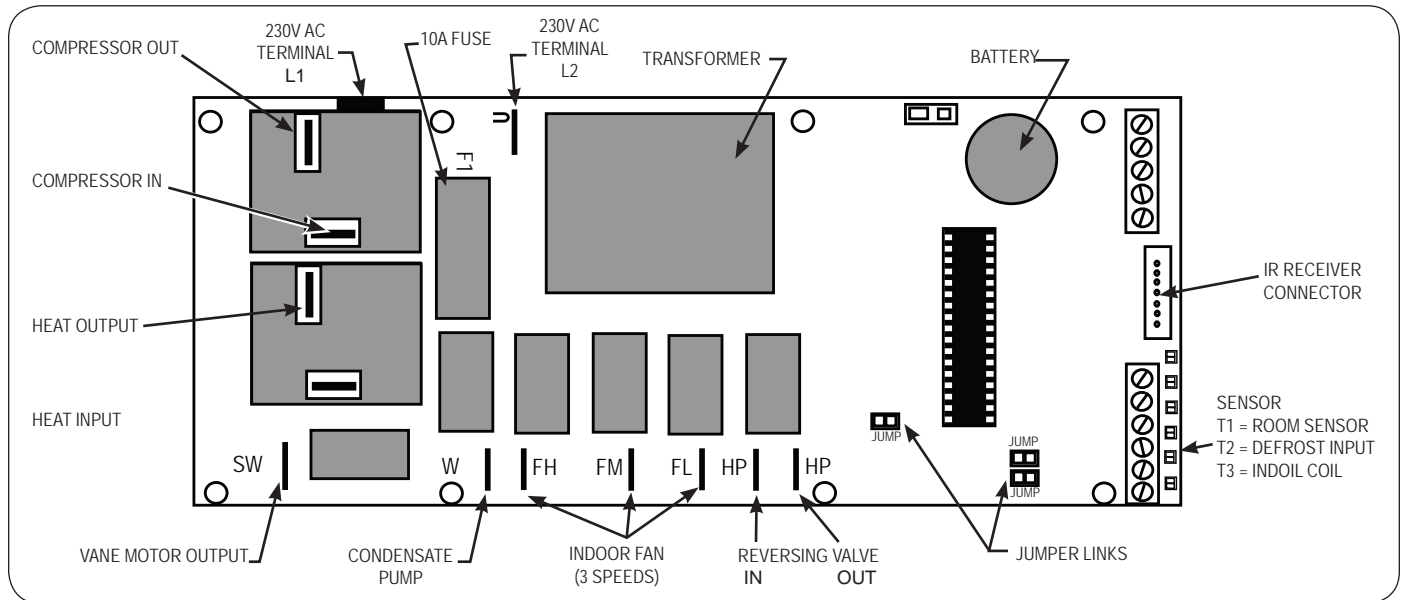 COMPRESSOR OUT
230V AC
TERMINAL
L1
10A FUSE
230V AC
TERMINAL
L2
TRANSFORMER
BATTERY
U
F1
COMPRESSOR IN
IR RECEIVER
CONNECTOR
HEAT OUTPUT
HEAT INPUT
SENSOR
T1 = ROOM SENSOR
T2 = DEFROST INPUT
T3 = INDOIL COIL
JUMP
JUMP
JUMP
SW
W
FH
FM
FL
HP
HP
VANE MOTOR OUTPUT
CONDENSATE
PUMP
INDOOR FAN
(3 SPEEDS)
REVERSING VALVE
IN OUT
JUMPER LINKS